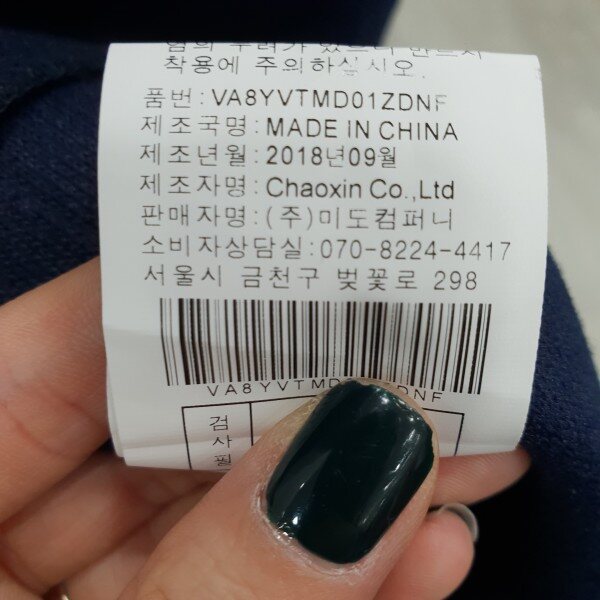 착용에 주의하십시오.
품번:VA8YVTMD01ZDNF
제조국명:MADE IN CHINA
제조년월:2018년09월
제조자명:Chaoxin Co.,Ltd
판매자명:(주)미도컴퍼니
소비자상담실:070-8224-4417
서울시 금천구 벚꽃로 298
검
사
필